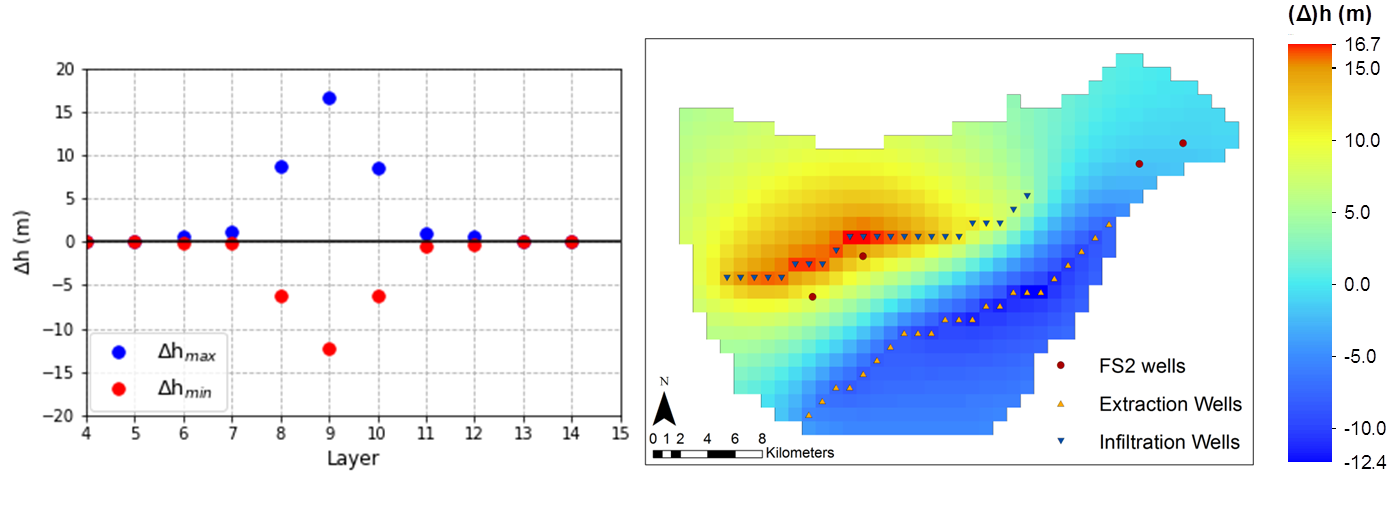 20
15
10
5
0
−5
−10
−15
−20
Δh (m)
4 5 6 7 8 9 10 11 12 13 14 15
Layer
Δhmax
Δhmin
N
0 1 2 4 6 8
Kilometers
FS2 wells
Extraction Wells
Infiltration Wells
(Δ)h (m)
16.7
15.0
10.0
5.0
0.0
-5.0
-10.0
-12.4